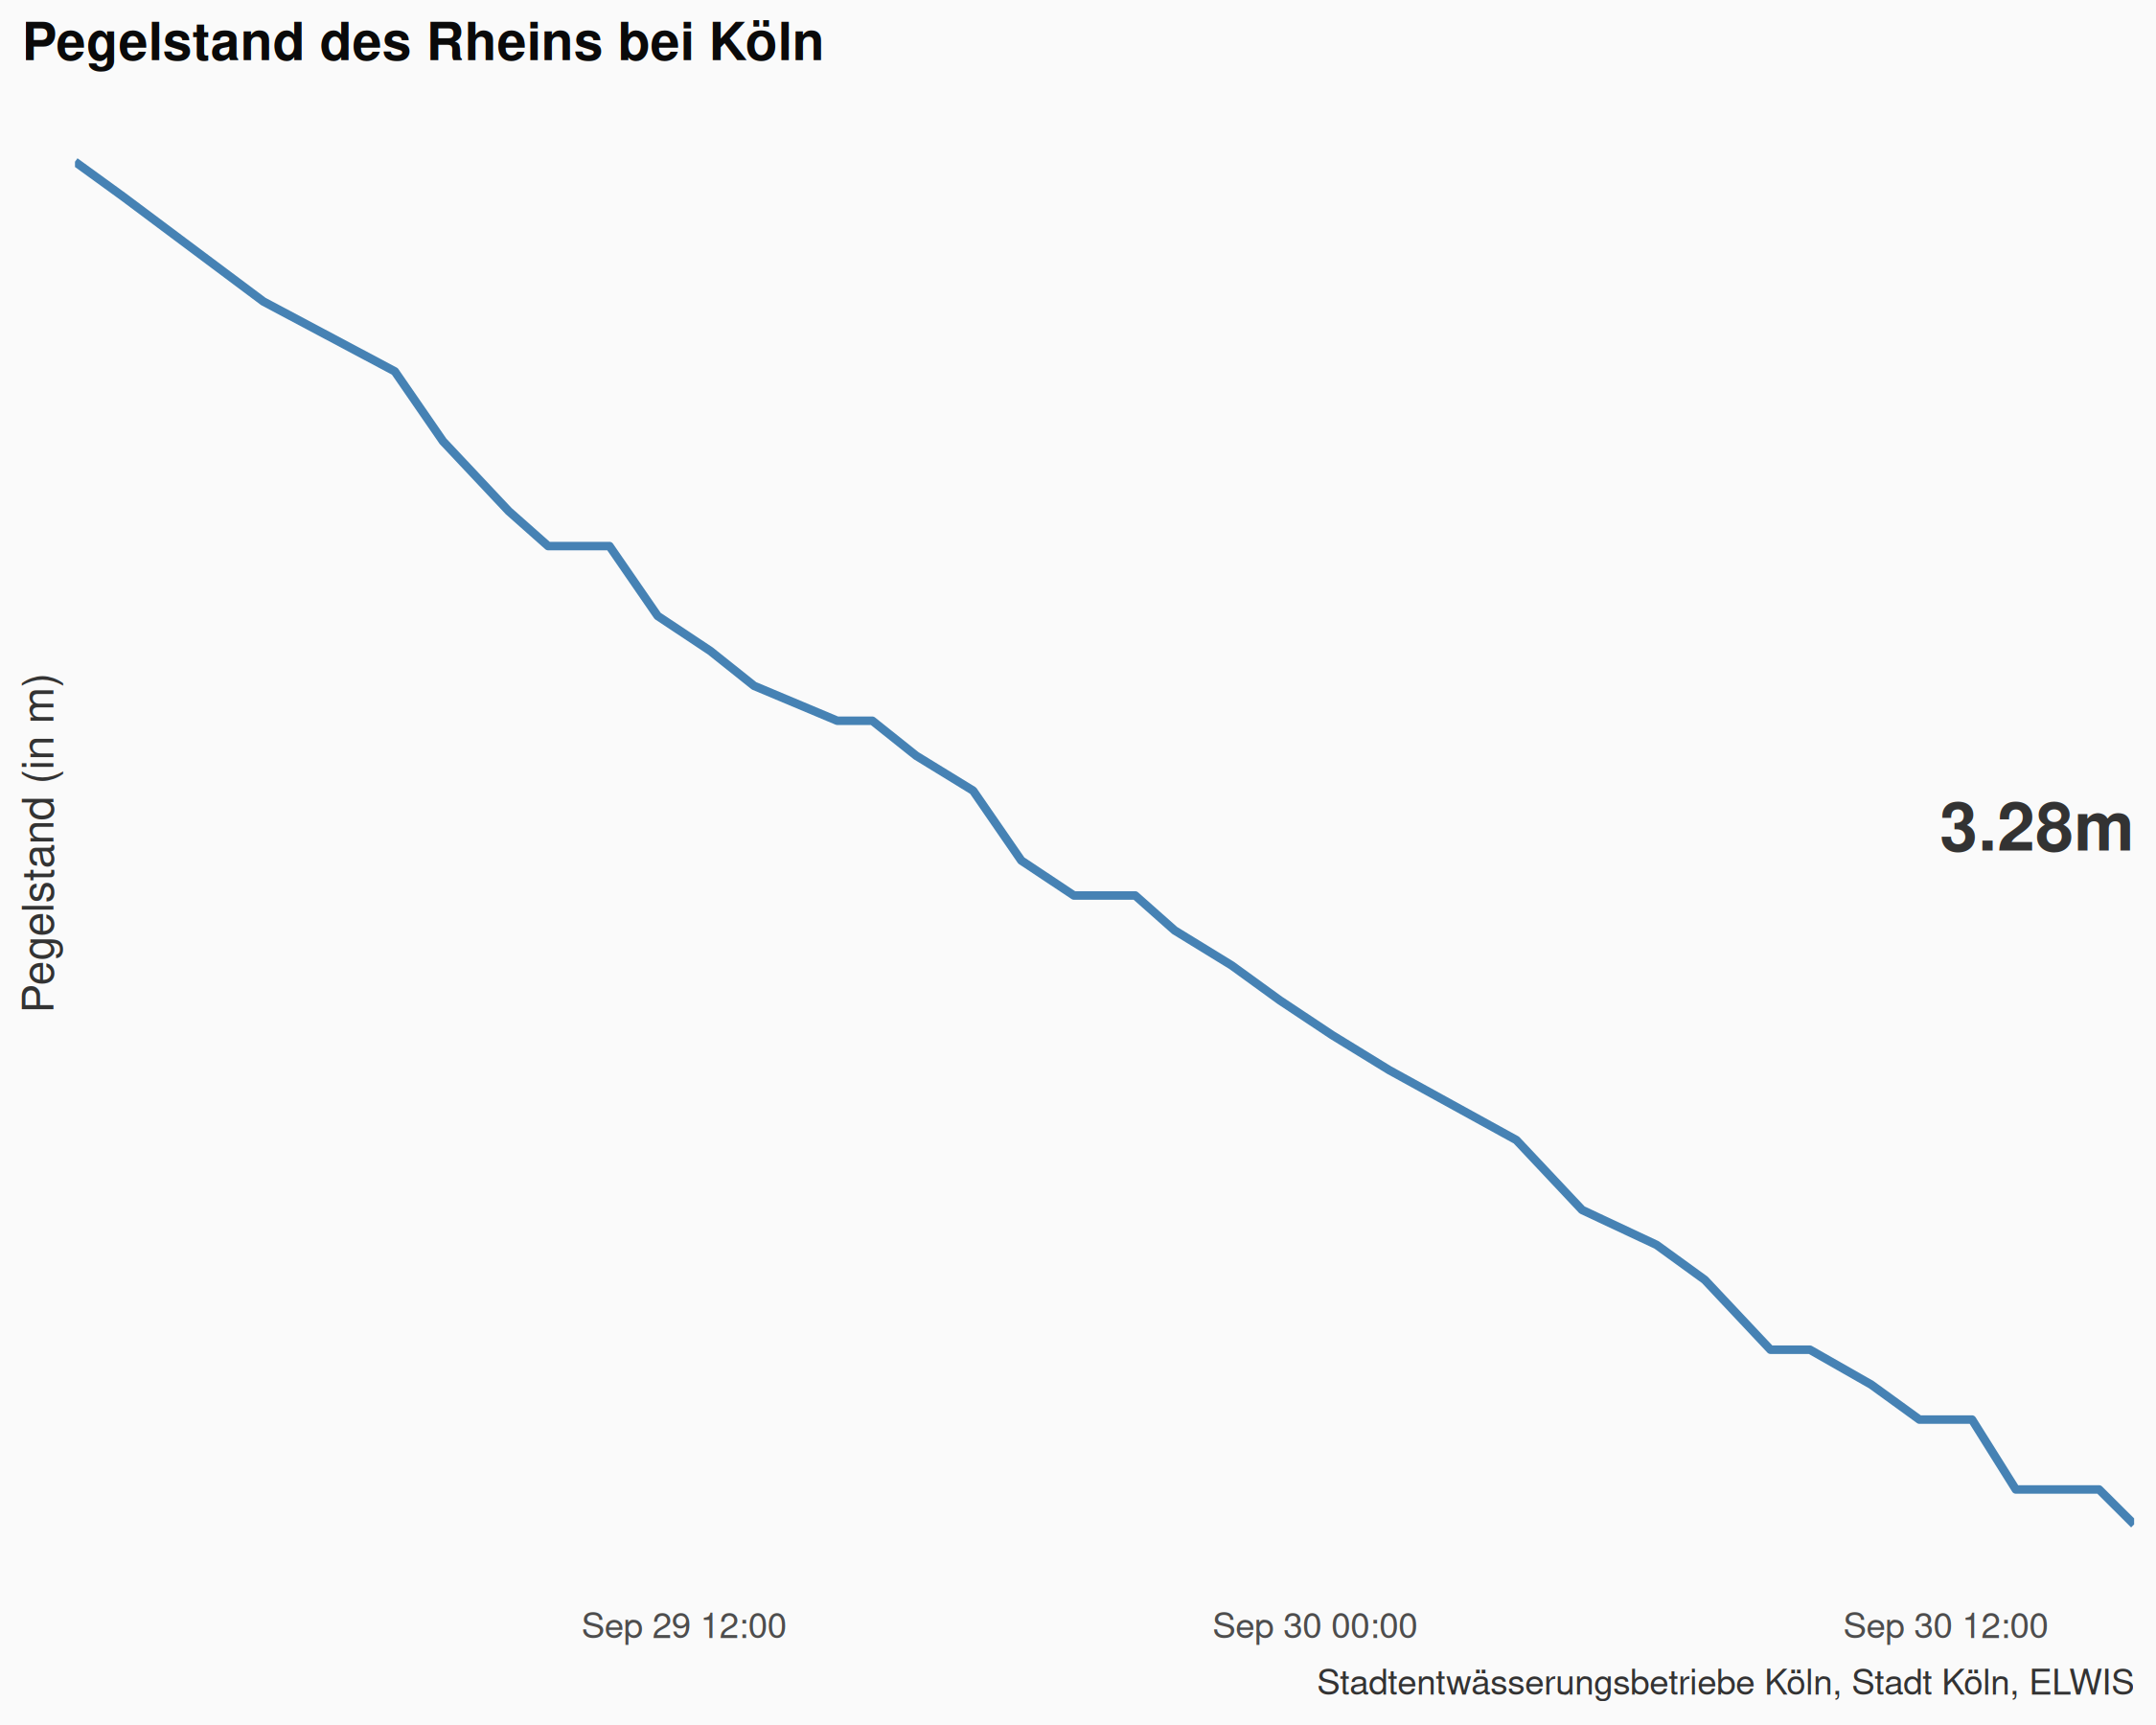 Pegelstand des Rheins bei Köln
Pegelstand (in m)
3.28m
Sep 29 12:00
Sep 30 00:00
Sep 30 12:00
Stadtentwässerungsbetriebe Köln, Stadt Köln, ELWIS